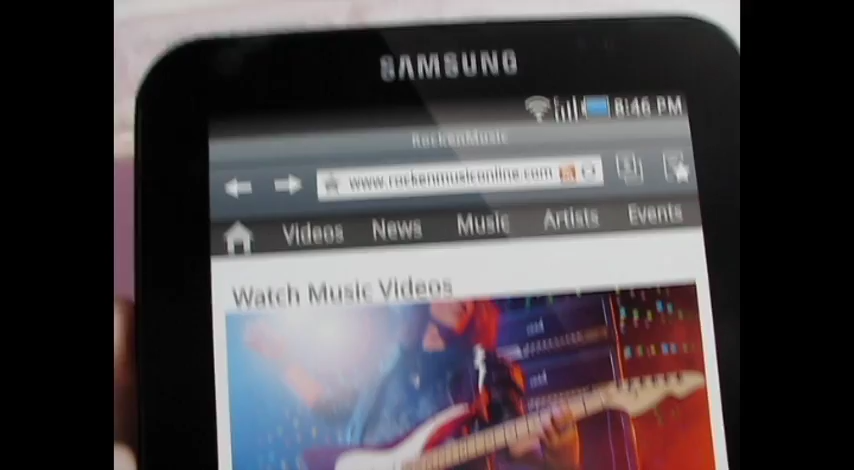 SAMSUNG
8:46 PM
RockenMusic
www.rockenmusiconline.com
Videos News Music Artists Events
Watch Music Videos